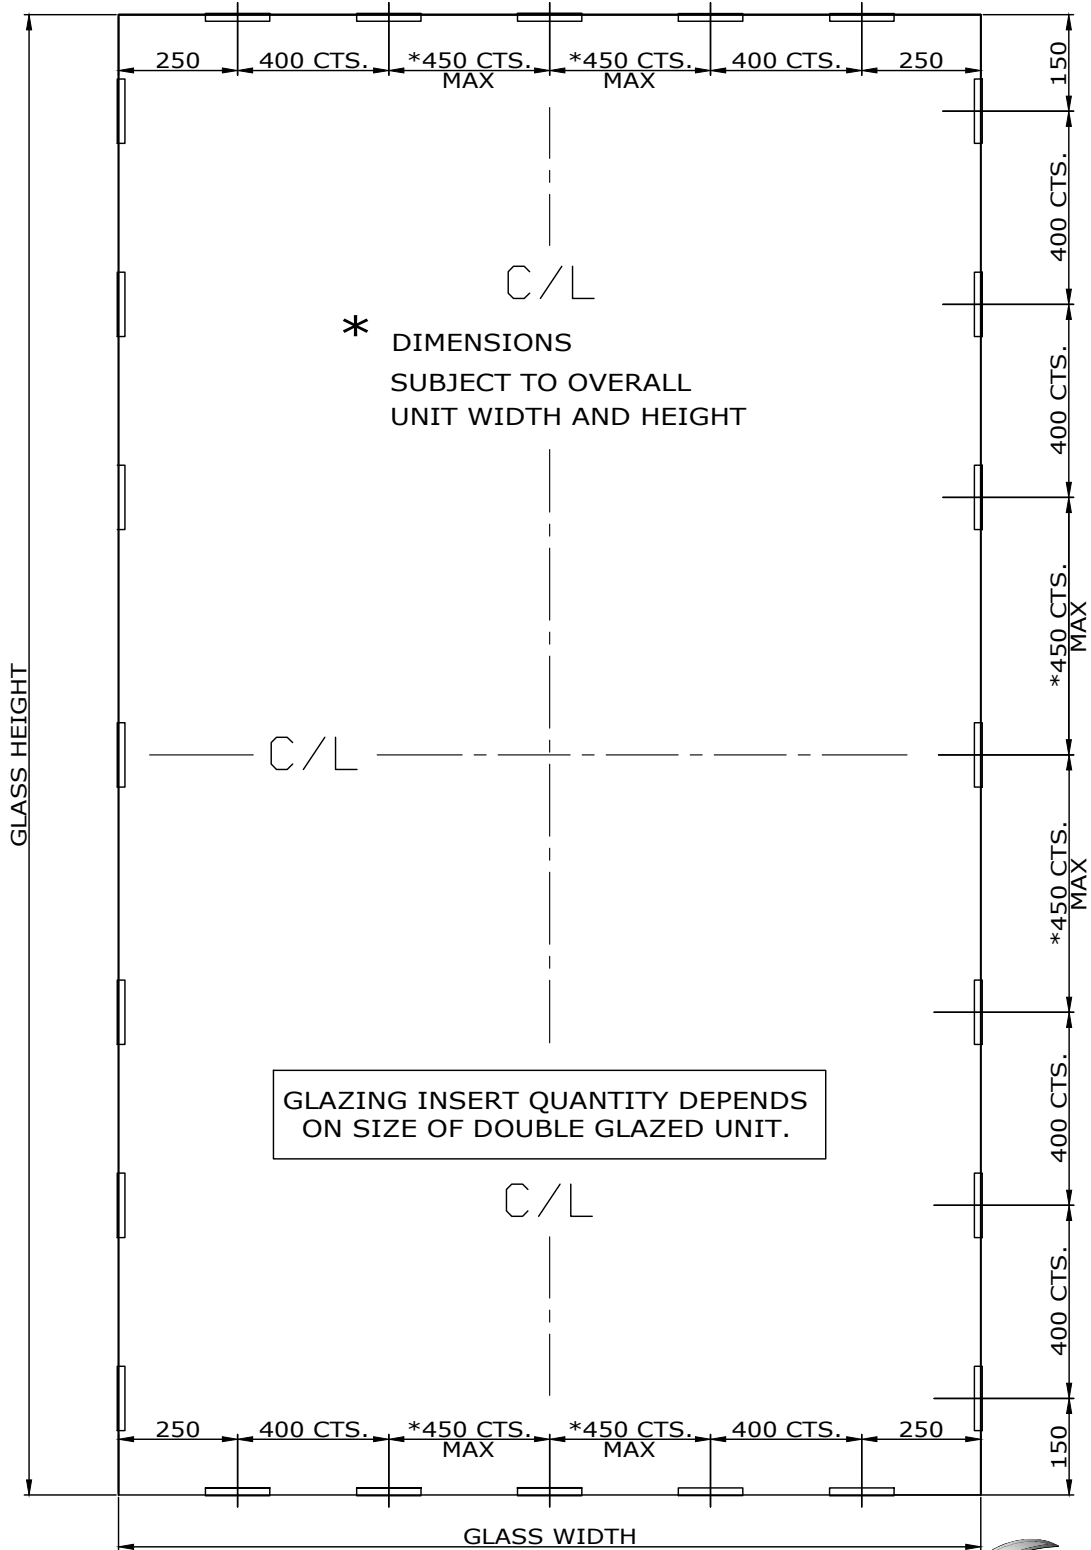 250
400 CTS.
*450 CTS.
MAX
*450 CTS.
MAX
400 CTS.
250
150
400 CTS.
400 CTS.
*450 CTS.
MAX
*450 CTS.
MAX
400 CTS.
400 CTS.
150
C/L
* DIMENSIONS
SUBJECT TO OVERALL
UNIT WIDTH AND HEIGHT
GLASS HEIGHT
C/L
GLAZING INSERT QUANTITY DEPENDS
ON SIZE OF DOUBLE GLAZED UNIT.
C/L
250
400 CTS.
*450 CTS.
MAX
*450 CTS.
MAX
400 CTS.
250
GLASS WIDTH